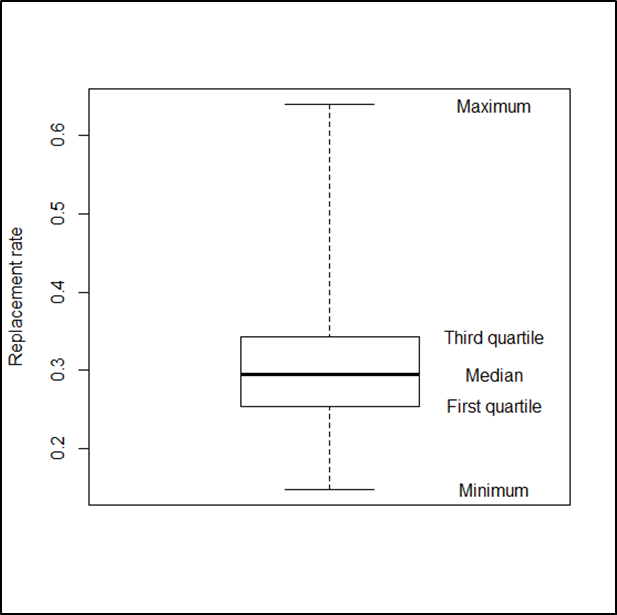 Replacement rate
0.6
0.5
0.4
0.3
0.2
Maximum
Third quartile
Median
First quartile
Minimum